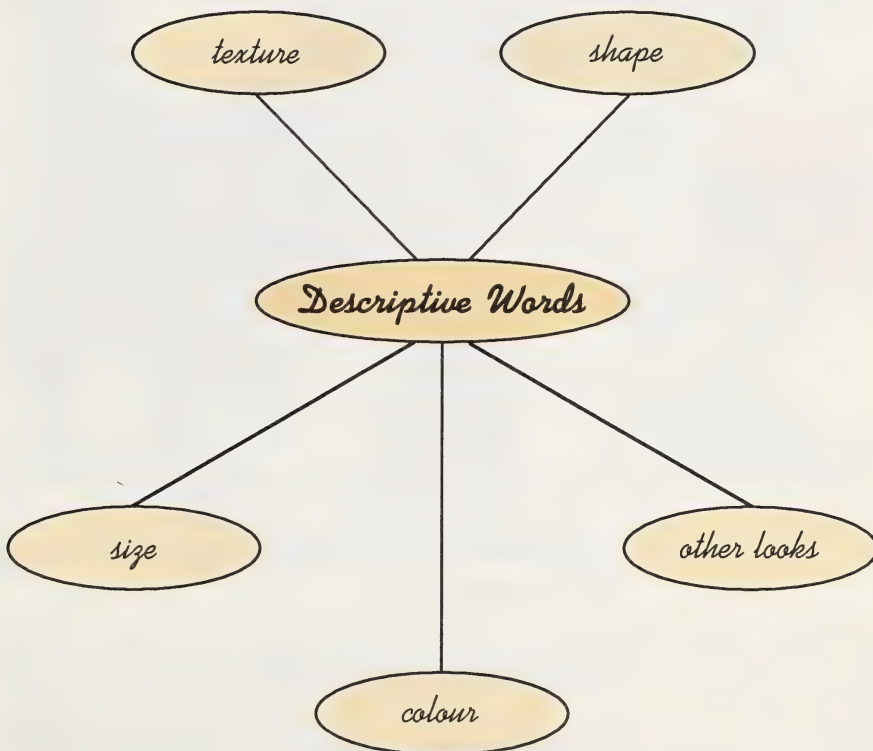 texture
shape
Descriptive Words
size
other looks
colour